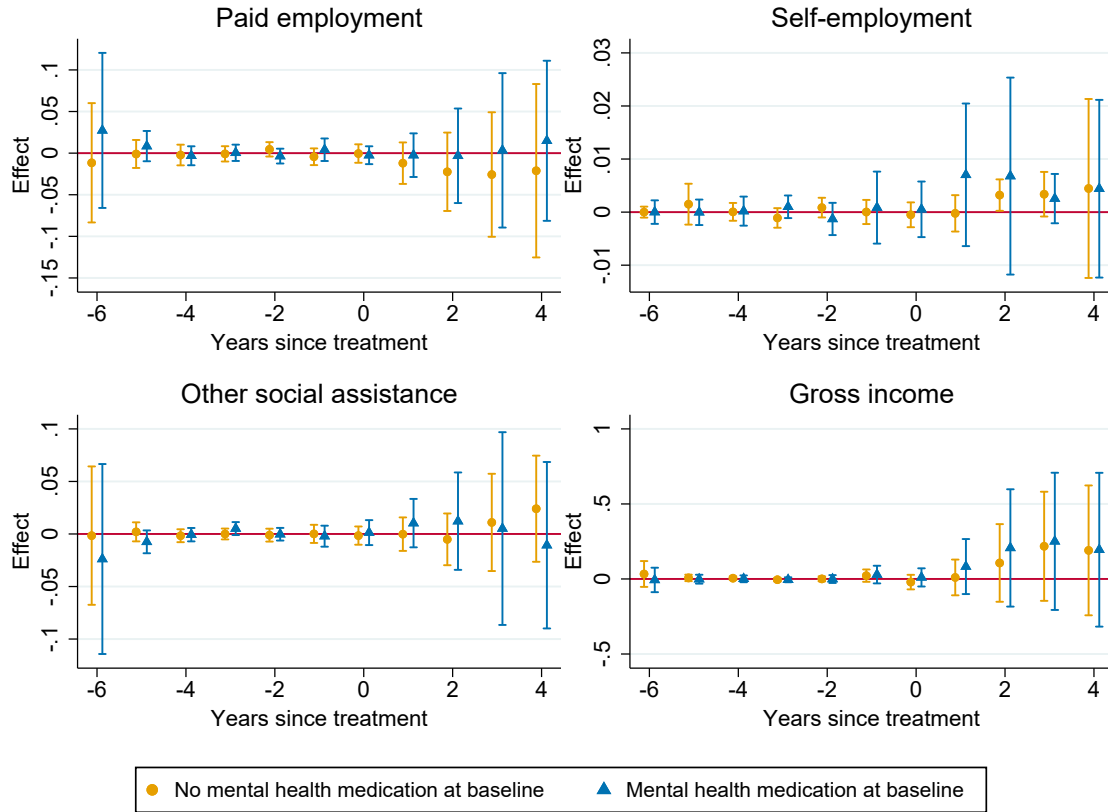 Paid employment
Effect
.1
.05
0
-.05
-.1
-.15
-6 -4 -2 0 2 4
Years since treatment
Self-employment
Effect
.03
.02
.01
0
-.01
-6 -4 -2 0 2 4
Years since treatment
Other social assistance
Effect
.1
.05
0
-.05
-.1
-6 -4 -2 0 2 4
Years since treatment
Gross income
Effect
1
.5
0
-.5
-6 -4 -2 0 2 4
Years since treatment
No mental health medication at baseline Mental health medication at baseline